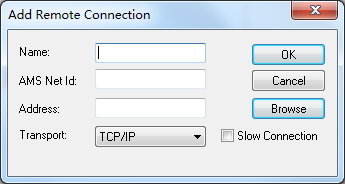 Add Remote Connection
Name:
OK
AMS Net Id:
Cancel
Address:
Browse
Transport:
TCP/IP
Slow Connection